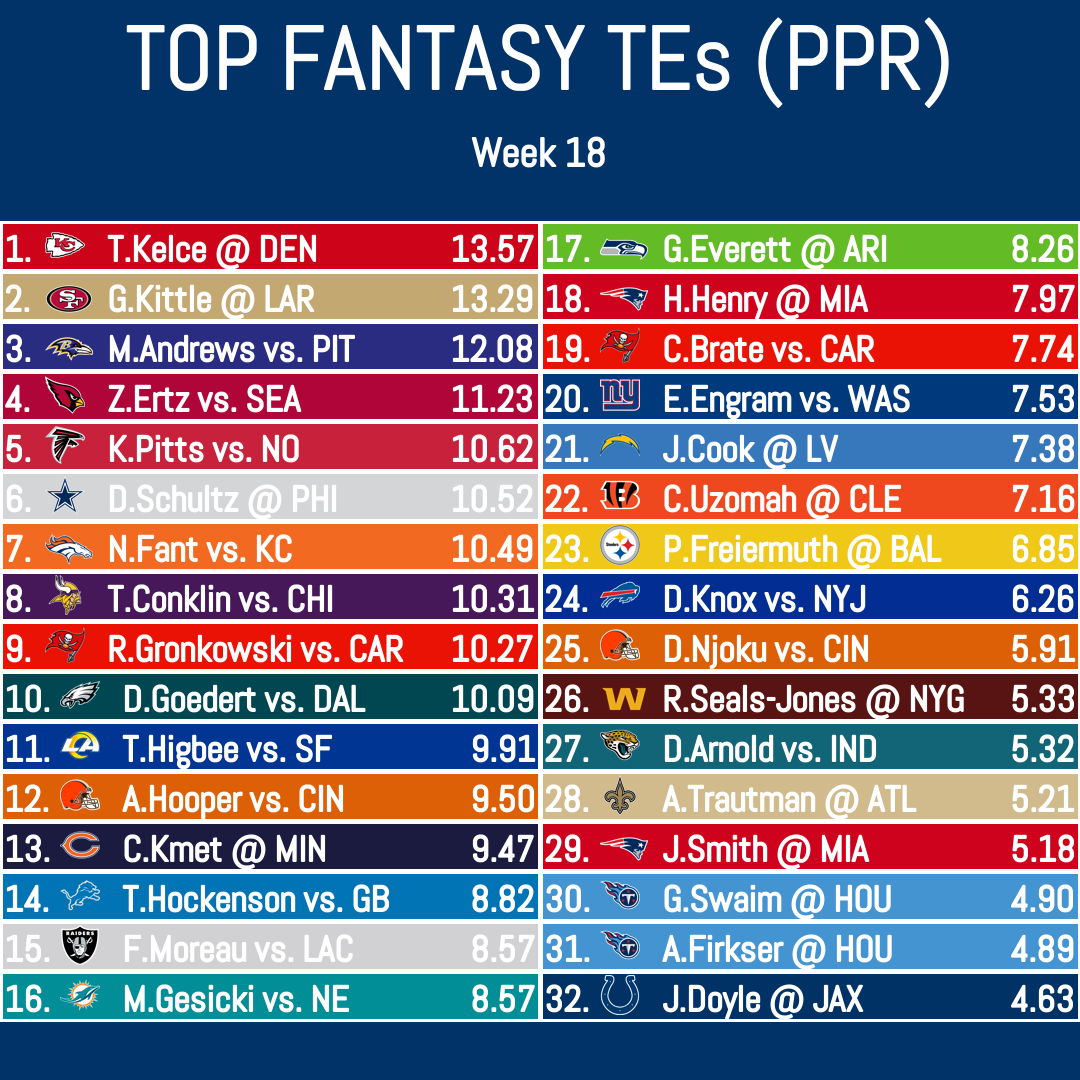 TOP FANTASY TEs (PPR)
Week 18
1. T.Kelce @ DEN 13.57
2. G.Kittle @ LAR 13.29
3. M.Andrews vs. PIT 12.08
4. Z.Ertz vs. SEA 11.23
5. K.Pitts vs. NO 10.62
6. D.Schultz @ PHI 10.52
7. N.Fant vs. KC 10.49
8. T.Conklin vs. CHI 10.31
9. R.Gronkowski vs. CAR 10.27
10. D.Goedert vs. DAL 10.09
11. T.Higbee vs. SF 9.91
12. A.Hooper vs. CIN 9.50
13. C.Kmet @ MIN 9.47
14. T.Hockenson vs. GB 8.82
15. F.Moreau vs. LAC 8.57
16. M.Gesicki vs. NE 8.57
17. G.Everett @ ARI 8.26
18. H.Henry @ MIA 7.97
19. C.Brate vs. CAR 7.74
20. E.Engram vs. WAS 7.53
21. J.Cook @ LV 7.38
22. C.Uzomah @ CLE 7.16
23. P.Freiermuth @ BAL 6.85
24. D.Knox vs. NYJ 6.26
25. D.Njoku vs. CIN 5.91
26. R.Seals-Jones @ NYG 5.33
27. D.Arnold vs. IND 5.32
28. A.Trautman @ ATL 5.21
29. J.Smith @ MIA 5.18
30. G.Swaim @ HOU 4.90
31. A.Firkser @ HOU 4.89
32. J.Doyle @ JAX 4.63